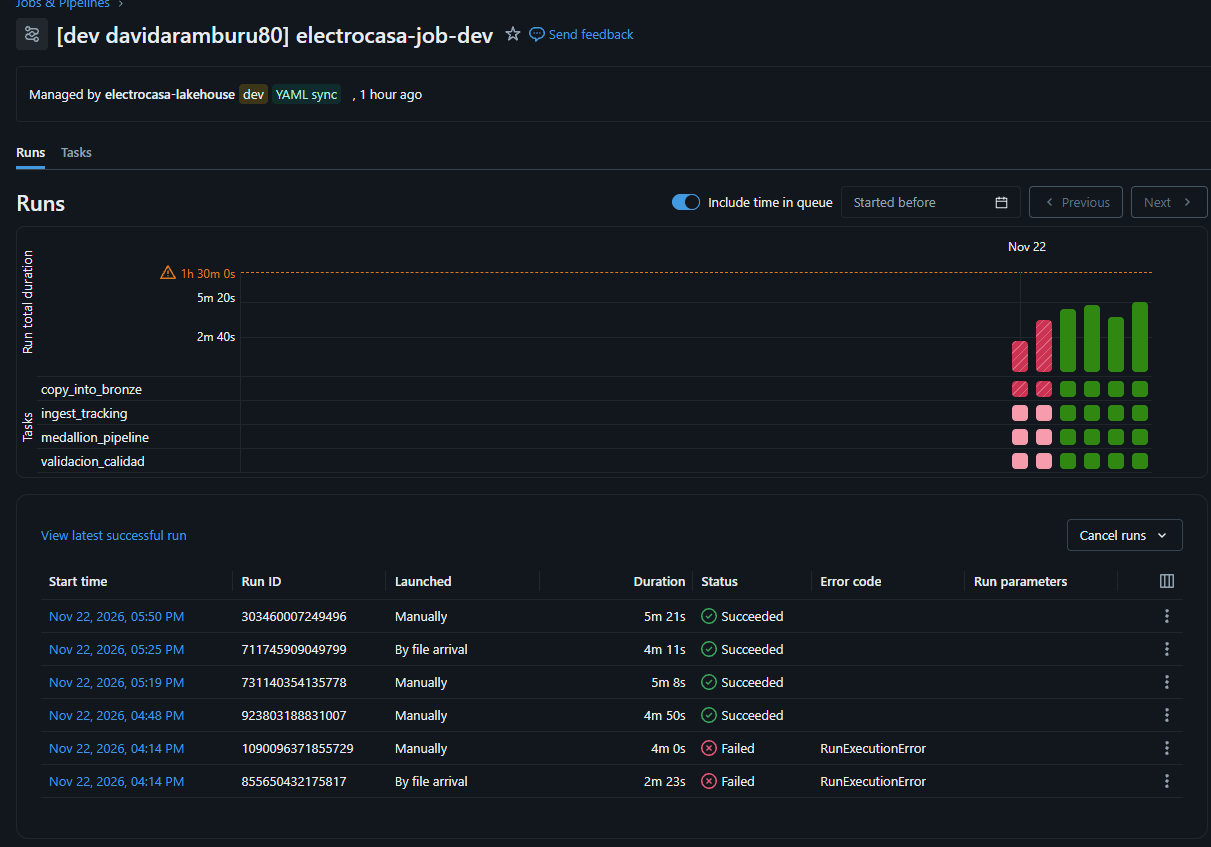 Jobs & Pipelines
[dev davidaramburu80] electrocasa-job-dev Send feedback
Managed by electrocasa-lakehouse dev YAML sync , 1 hour ago
Runs Tasks
Runs Include time in queue Started before Previous Next
Nov 22
Run total duration
1h 30m 0s
5m 20s
2m 40s
Tasks
copy_into_bronze
ingest_tracking
medallion_pipeline
validacion_calidad
View latest successful run Cancel runs
Start time Run ID Launched Duration Status Error code Run parameters
Nov 22, 2026, 05:50 PM 303460007249496 Manually 5m 21s Succeeded
Nov 22, 2026, 05:25 PM 711745909049799 By file arrival 4m 11s Succeeded
Nov 22, 2026, 05:19 PM 731140354135778 Manually 5m 8s Succeeded
Nov 22, 2026, 04:48 PM 923803188831007 Manually 4m 50s Succeeded
Nov 22, 2026, 04:14 PM 1090096371855729 Manually 4m 0s Failed RunExecutionError
Nov 22, 2026, 04:14 PM 855650432175817 By file arrival 2m 23s Failed RunExecutionError